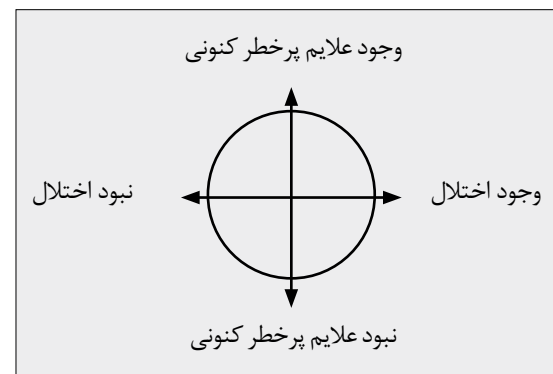 وجود علایم پرخطر کنونی
وجود اختلال
نبود اختلال
نبود علایم پرخطر کنونی